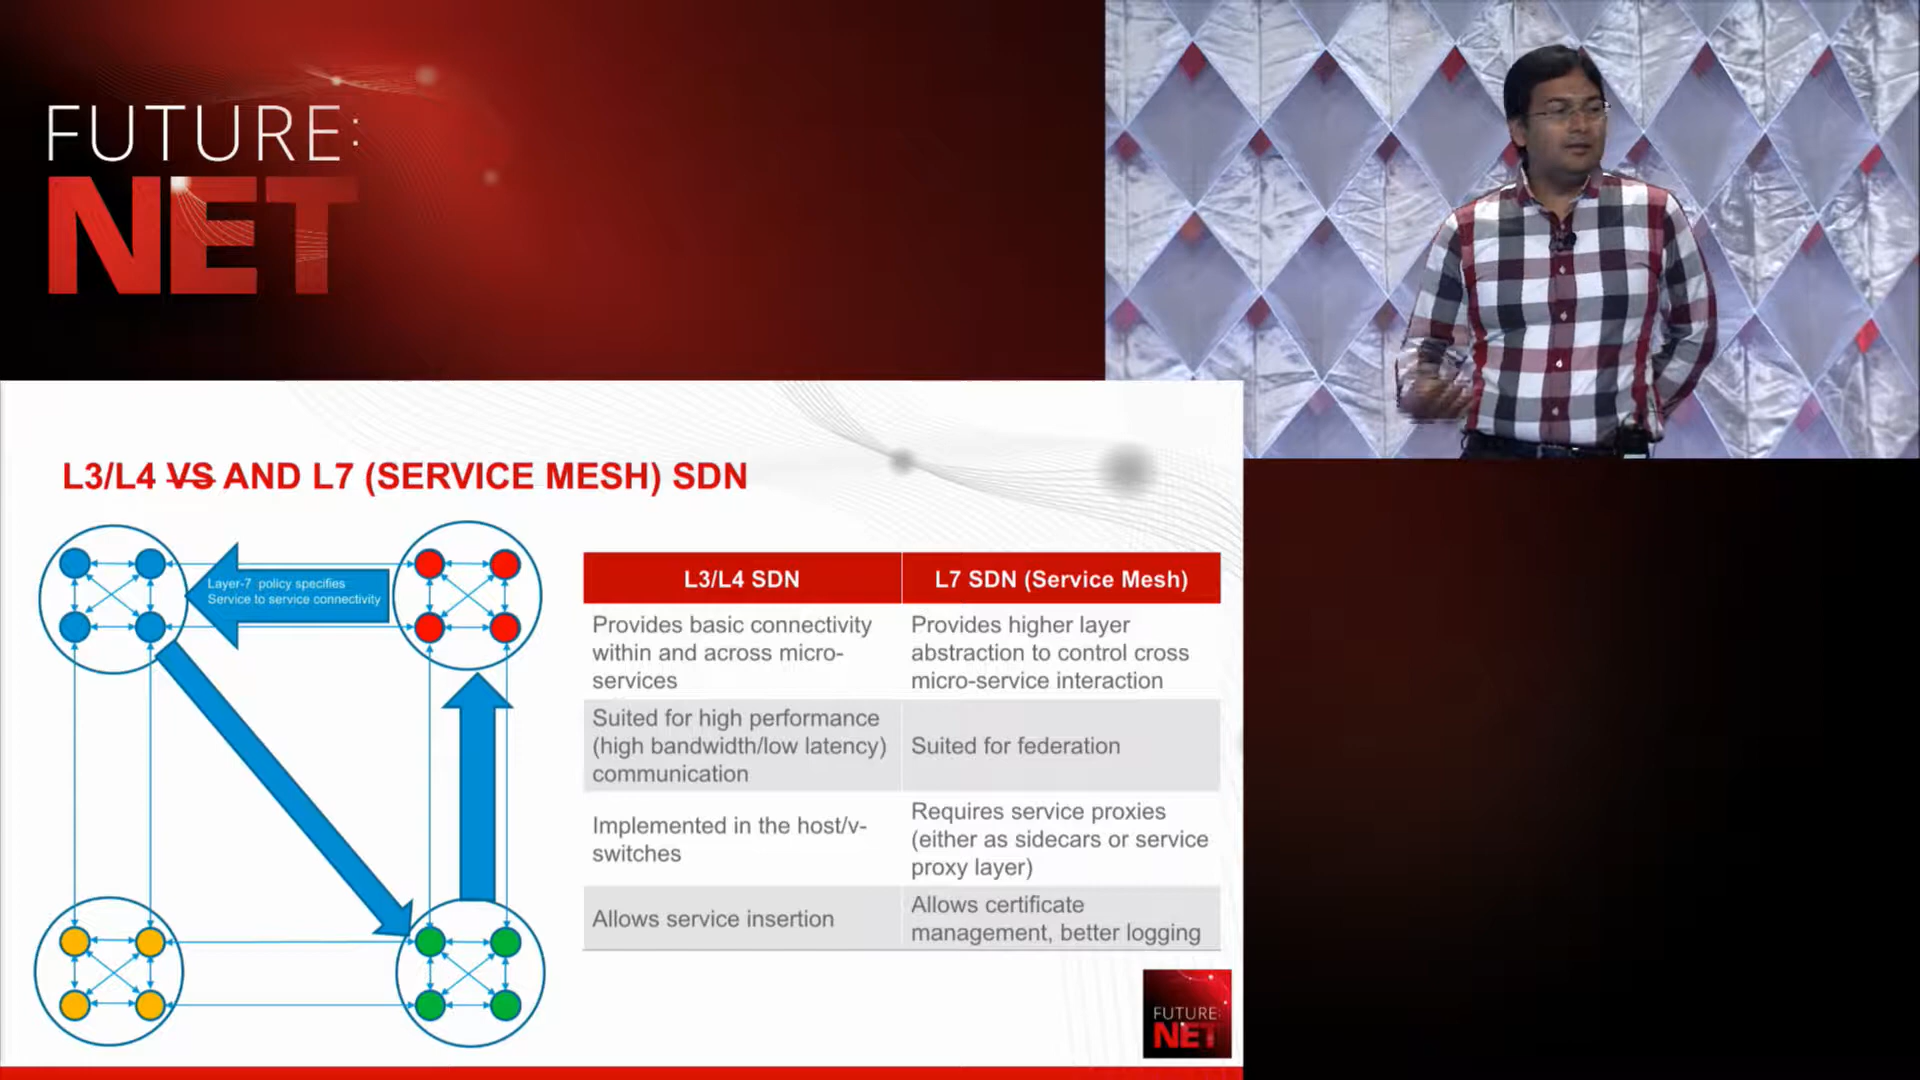 FUTURE:
NET
L3/L4 VS AND L7 (SERVICE MESH) SDN
Layer-7 policy specifies
Service to service connectivity
L3/L4 SDN
L7 SDN (Service Mesh)
Provides basic connectivity
within and across micro-
services
Provides higher layer
abstraction to control cross
micro-service interaction
Suited for high performance
(high bandwidth/low latency)
communication
Suited for federation
Implemented in the host/v-
switches
Requires service proxies
(either as sidecars or service
proxy layer)
Allows service insertion
Allows certificate
management, better logging
FUTURE:
NET